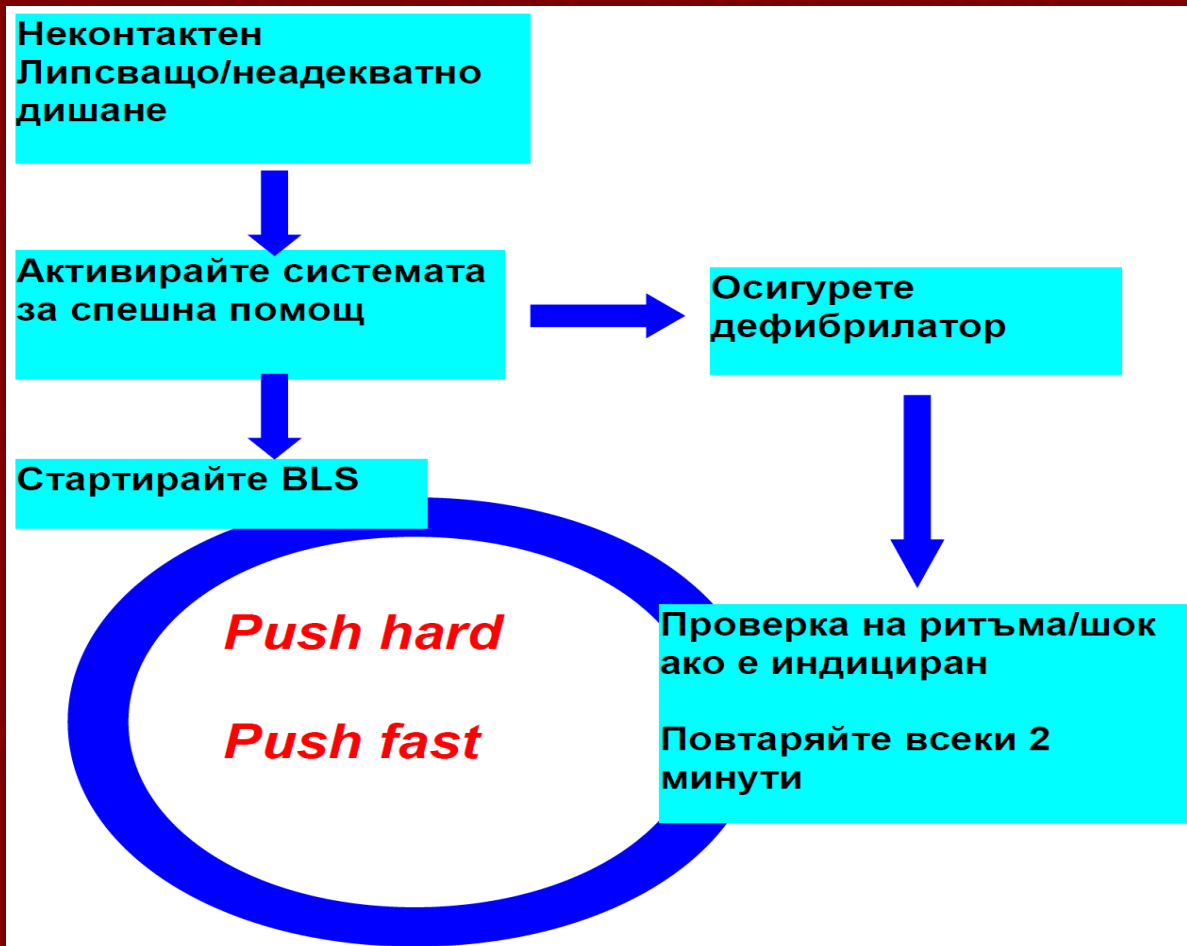 Неконтактен
Липсващо/неадекватно
дишане
Активирайте системата
за спешна помощ
Осигурете
дефибрилатор
Стартирайте BLS
Push hard
Push fast
Проверка на ритъма/шок
ако е индициран
Повтаряйте всеки 2
минути